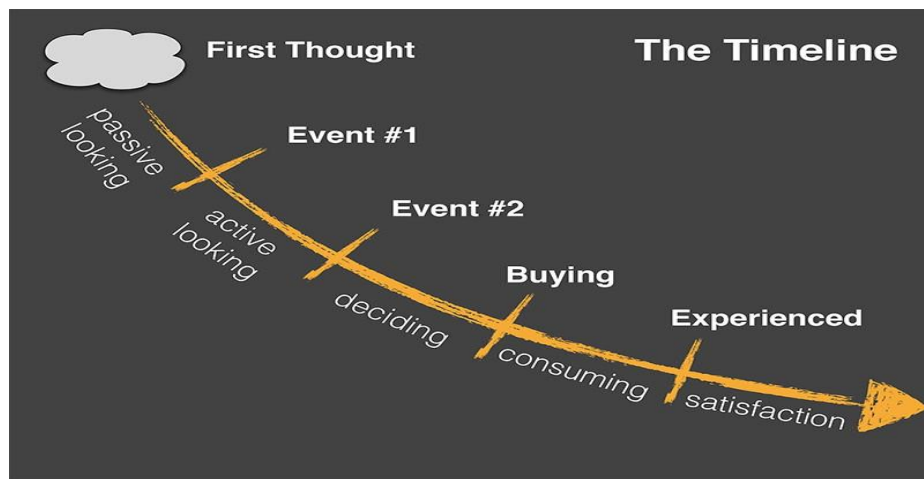 First Thought
The Timeline
passive
looking
Event #1
active
looking
Event #2
deciding
Buying
consuming
Experienced
satisfaction